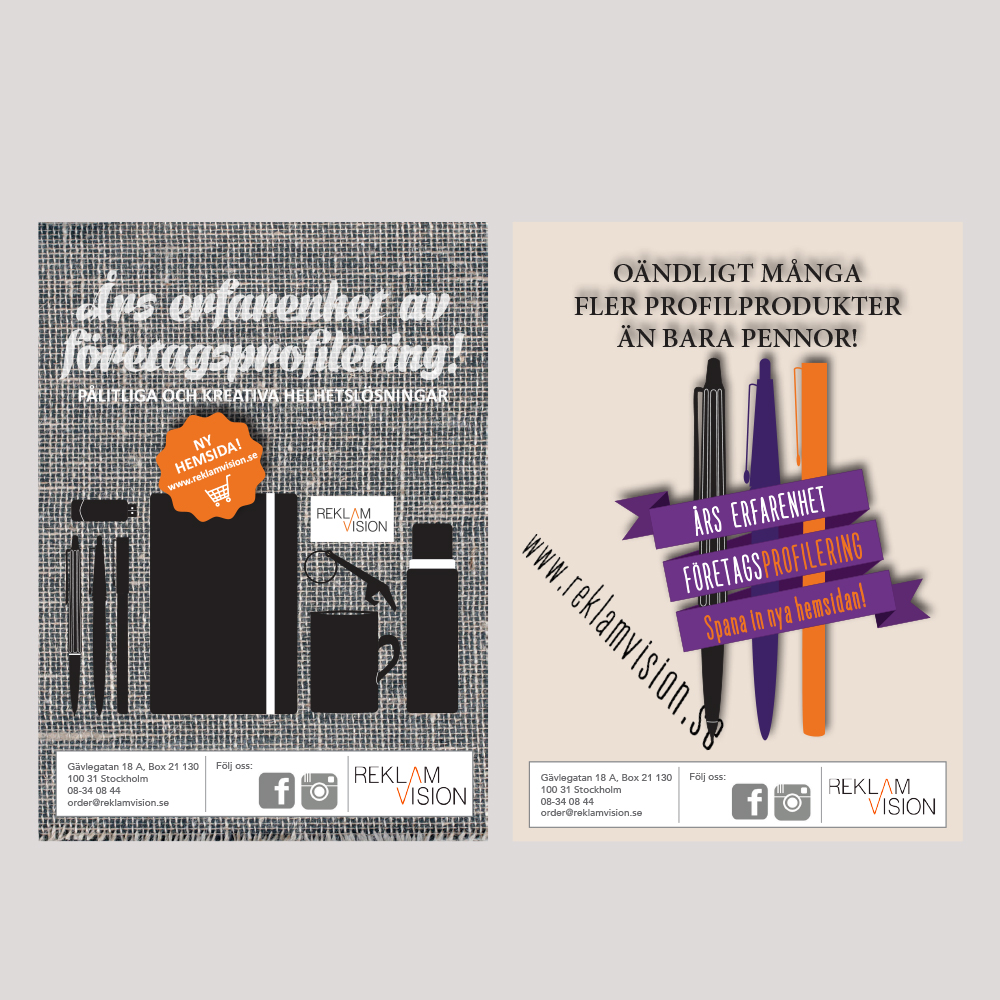 Års erfarenhet av
företagsprofilering!
PÅLITLIGA OCH KREATIVA HELHETSLÖSNINGAR
NY
HEMSIDA!
www.reklamvision.se
REKLAM
VISION
Gävlegatan 18 A, Box 21 130
100 31 Stockholm
08-34 08 44
order@reklamvision.se
Följ oss:
REKLAM
VISION
OÄNDLIGT MÅNGA
FLER PROFILPRODUKTER
ÄN BARA PENNOR!
ÅRS ERFARENHET
FÖRETAGSPROFILERING
Spana in nya hemsidan!
www.reklamvision.se
Gävlegatan 18 A, Box 21 130
100 31 Stockholm
08-34 08 44
order@reklamvision.se
Följ oss:
REKLAM
VISION